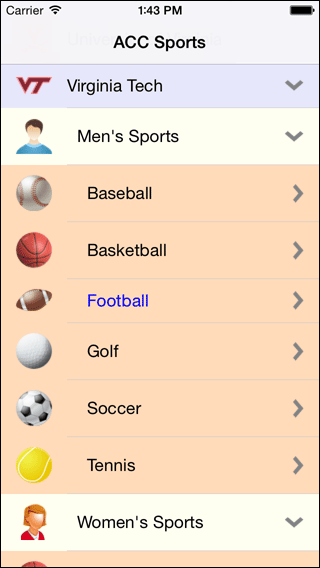 Carrier 1:43 PM
ACC Sports
VT Virginia Tech
Men's Sports
Baseball
Basketball
Football
Golf
Soccer
Tennis
Women's Sports